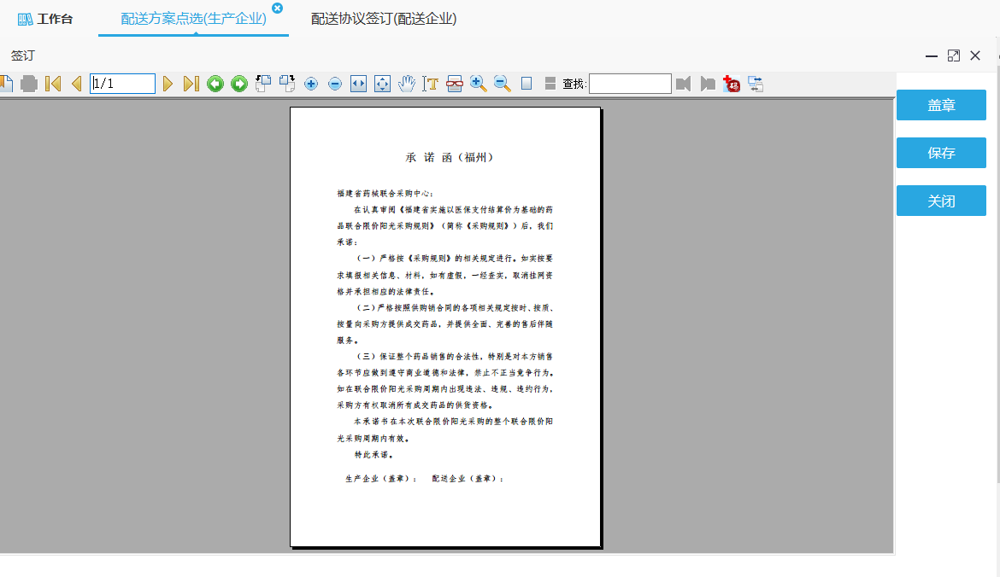 工作台
配送方案点选(生产企业)
配送协议签订(配送企业)
签订
1/1
查找:
盖章
保存
关闭
承 诺 函（福州）
福建省药械联合采购中心：
在认真审阅《福建省实施以医保支付结算价为基础的药
品联合限价阳光采购规则》（简称《采购规则》）后，我们
承诺：
（一）严格按《采购规则》的相关规定进行。如实按要
求填报相关信息、材料，如有虚假，一经查实，取消挂网资
格并承担相应的法律责任。
（二）严格按照供购销合同的各项相关规定按时、按质、
按量向采购方提供成交药品，并提供全面、完善的售后伴随
服务。
（三）保证整个药品销售的合法性，特别是对本方销售
各环节应做到遵守商业道德和法律，禁止不正当竞争行为。
如在联合限价阳光采购周期内出现违法、违规、违约行为，
采购方有权取消所有成交药品的供货资格。
本承诺书在本次联合限价阳光采购的整个联合限价阳
光采购周期内有效。
特此承诺。
生产企业（盖章）： 配送企业（盖章）：